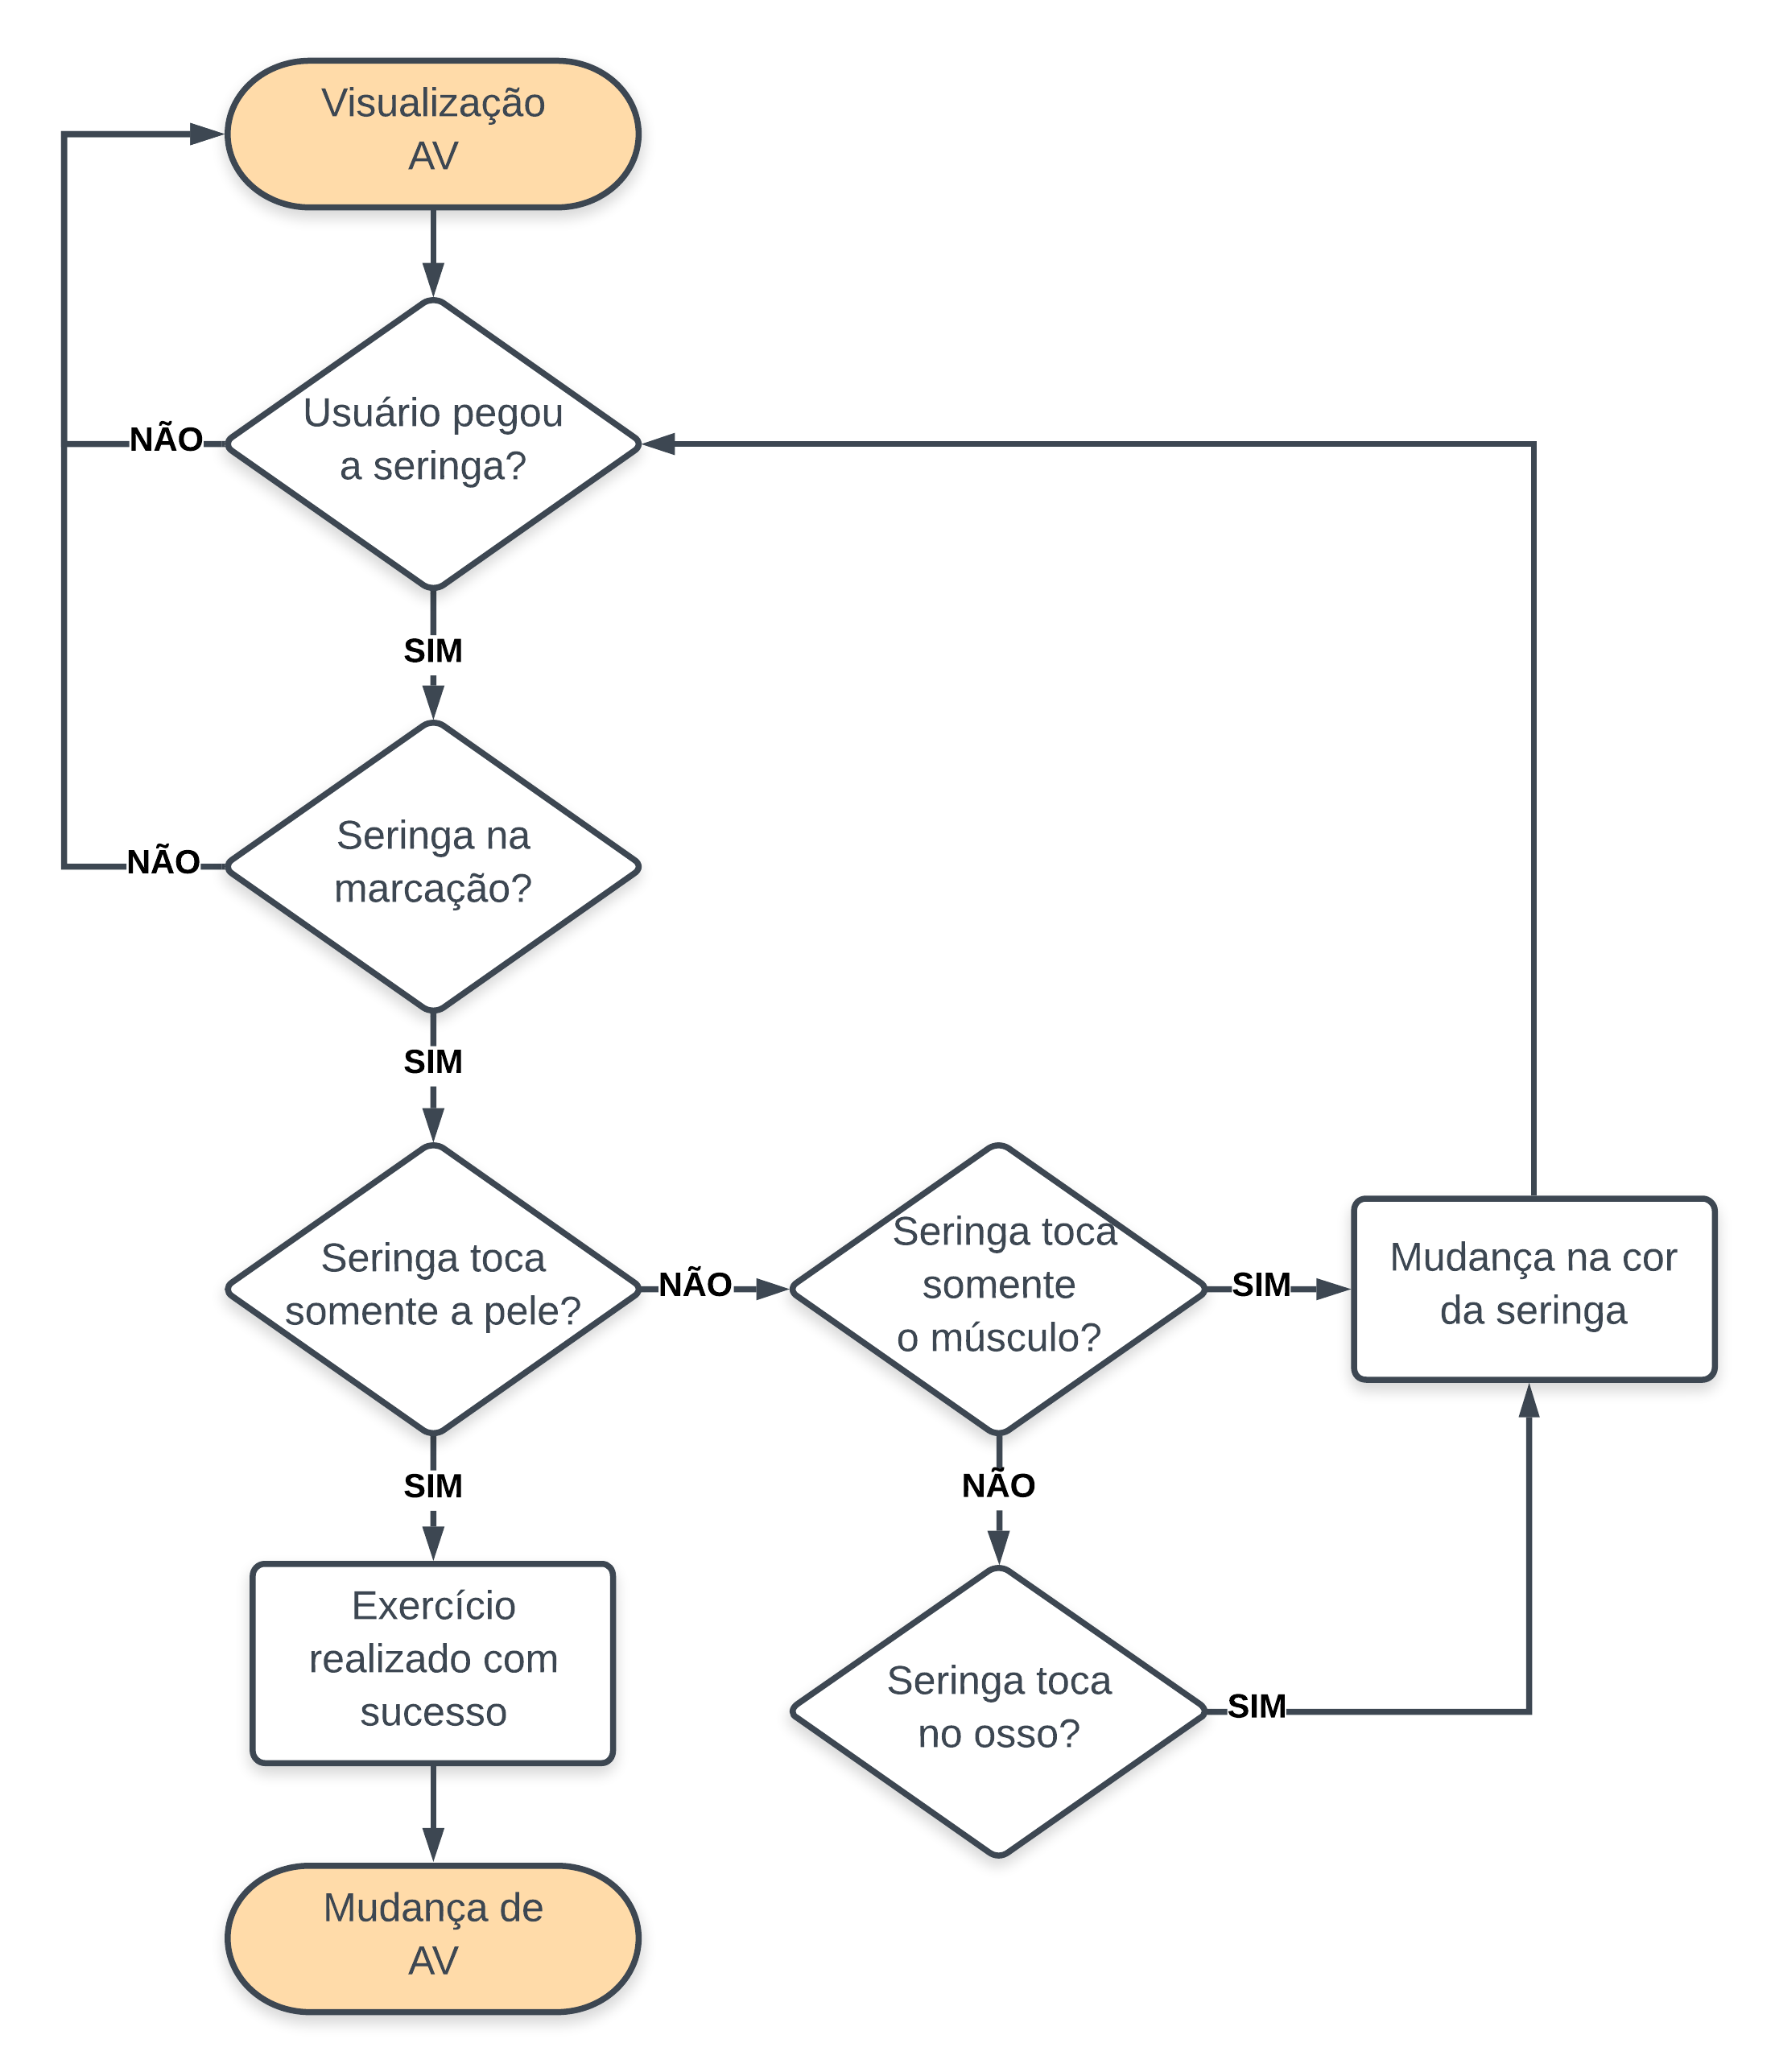 Visualização
AV
Usuário pegou
a seringa?
NÃO
SIM
Seringa na
marcação?
NÃO
SIM
Seringa toca
somente a pele?
NÃO
Seringa toca
somente
o músculo?
SIM
Mudança na cor
da seringa
SIM
NÃO
Exercício
realizado com
sucesso
Seringa toca
no osso?
SIM
Mudança de
AV